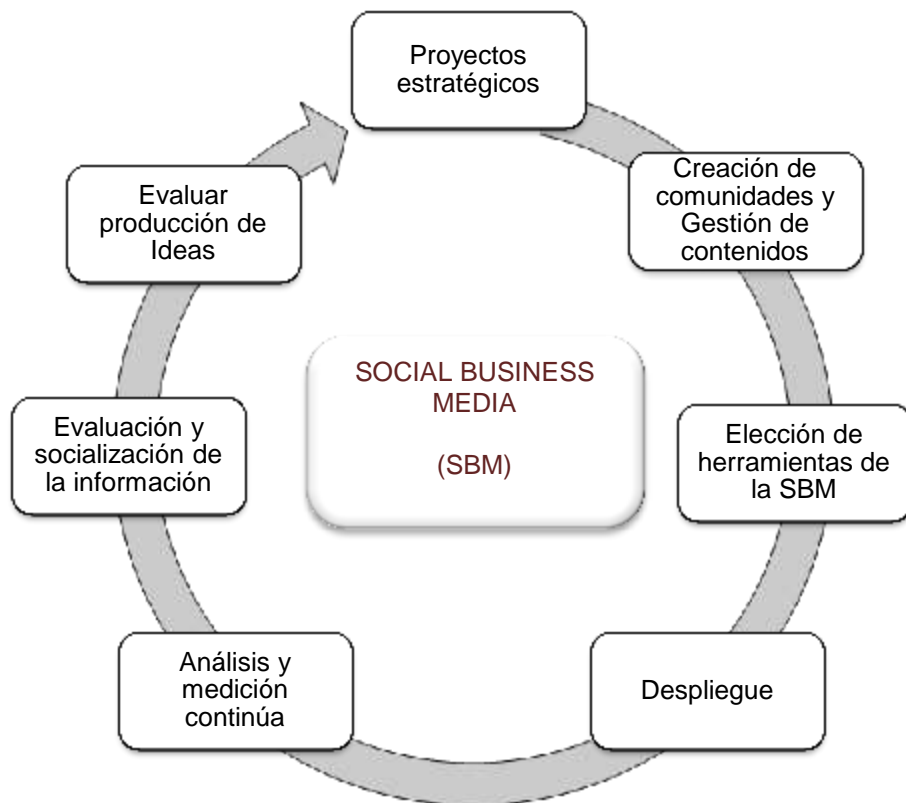 Proyectos
estratégicos
Creación de
comunidades y
Gestión de
contenidos
Elección de
herramientas de
la SBM
Despliegue
Análisis y
medición
continúa
Evaluación y
socialización de
la información
Evaluar
producción de
Ideas
SOCIAL BUSINESS
MEDIA
(SBM)